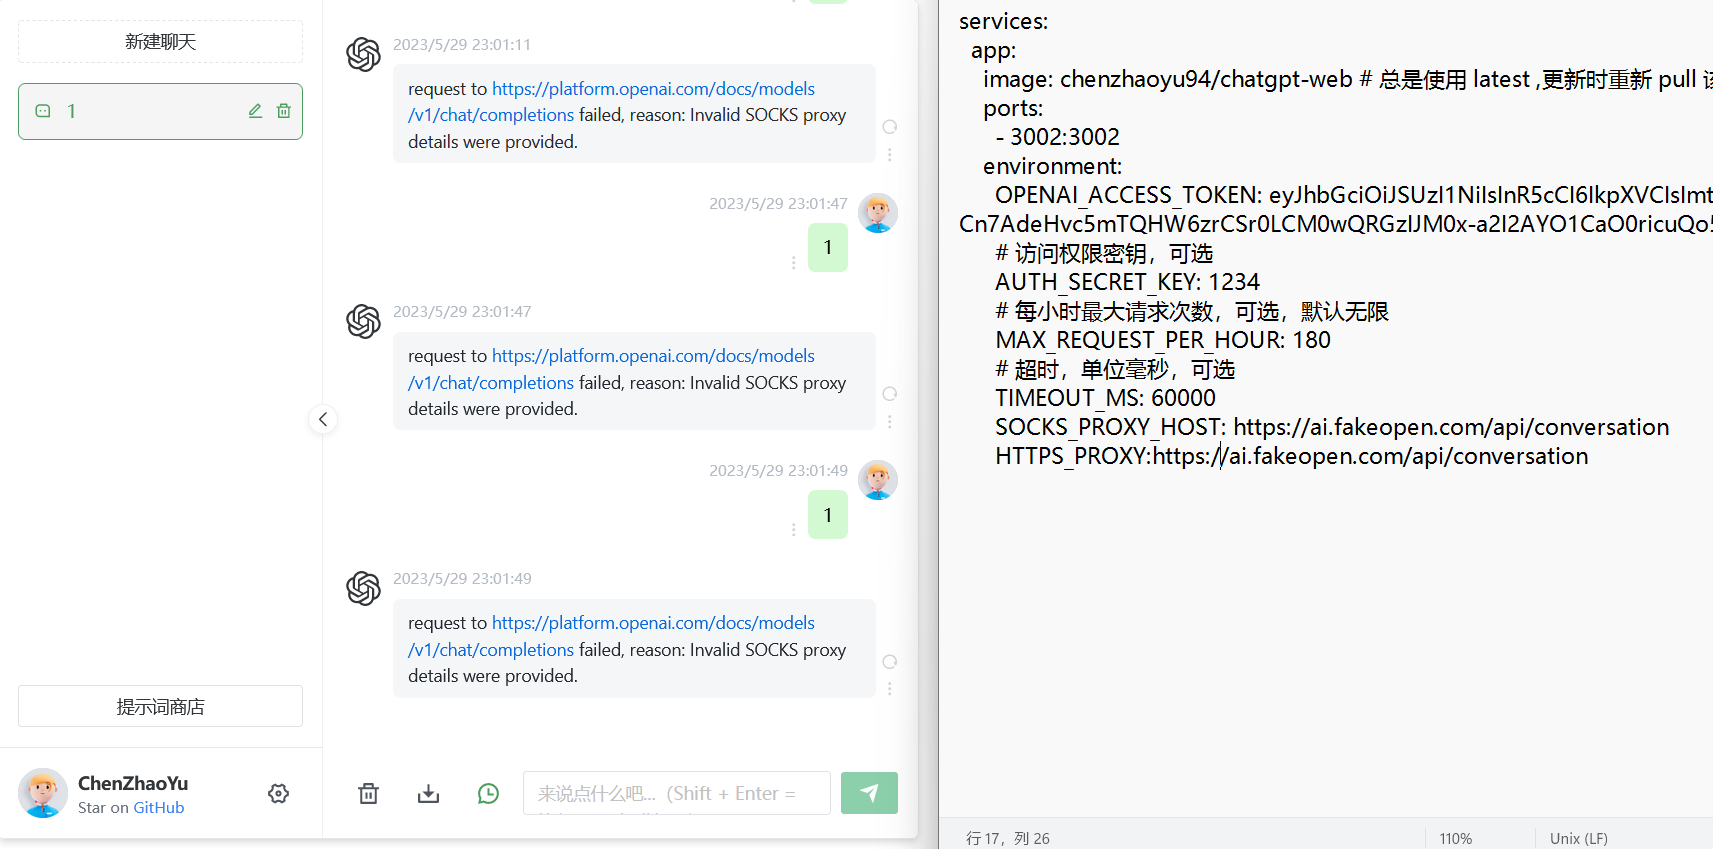 新建聊天
1
提示词商店
ChenZhaoYu
Star on GitHub
2023/5/29 23:01:11
request to https://platform.openai.com/docs/models
/v1/chat/completions failed, reason: Invalid SOCKS proxy
details were provided.
2023/5/29 23:01:47
1
2023/5/29 23:01:47
request to https://platform.openai.com/docs/models
/v1/chat/completions failed, reason: Invalid SOCKS proxy
details were provided.
2023/5/29 23:01:49
1
2023/5/29 23:01:49
request to https://platform.openai.com/docs/models
/v1/chat/completions failed, reason: Invalid SOCKS proxy
details were provided.
来说点什么吧...（Shift + Enter =
services:
app:
image: chenzhaoyu94/chatgpt-web # 总是使用 latest ,更新时重新 pull 该
ports:
- 3002:3002
environment:
OPENAI_ACCESS_TOKEN: eyJhbGciOiJSUzI1NiIsInR5cCI6IkpXVCIsImt
Cn7AdeHvc5mTQHW6zrCSr0LCM0wQRGzlJM0x-a2I2AYO1CaO0ricuQo5
# 访问权限密钥，可选
AUTH_SECRET_KEY: 1234
# 每小时最大请求次数，可选，默认无限
MAX_REQUEST_PER_HOUR: 180
# 超时，单位毫秒，可选
TIMEOUT_MS: 60000
SOCKS_PROXY_HOST: https://ai.fakeopen.com/api/conversation
HTTPS_PROXY:https://ai.fakeopen.com/api/conversation
行 17，列 26
110%
Unix (LF)